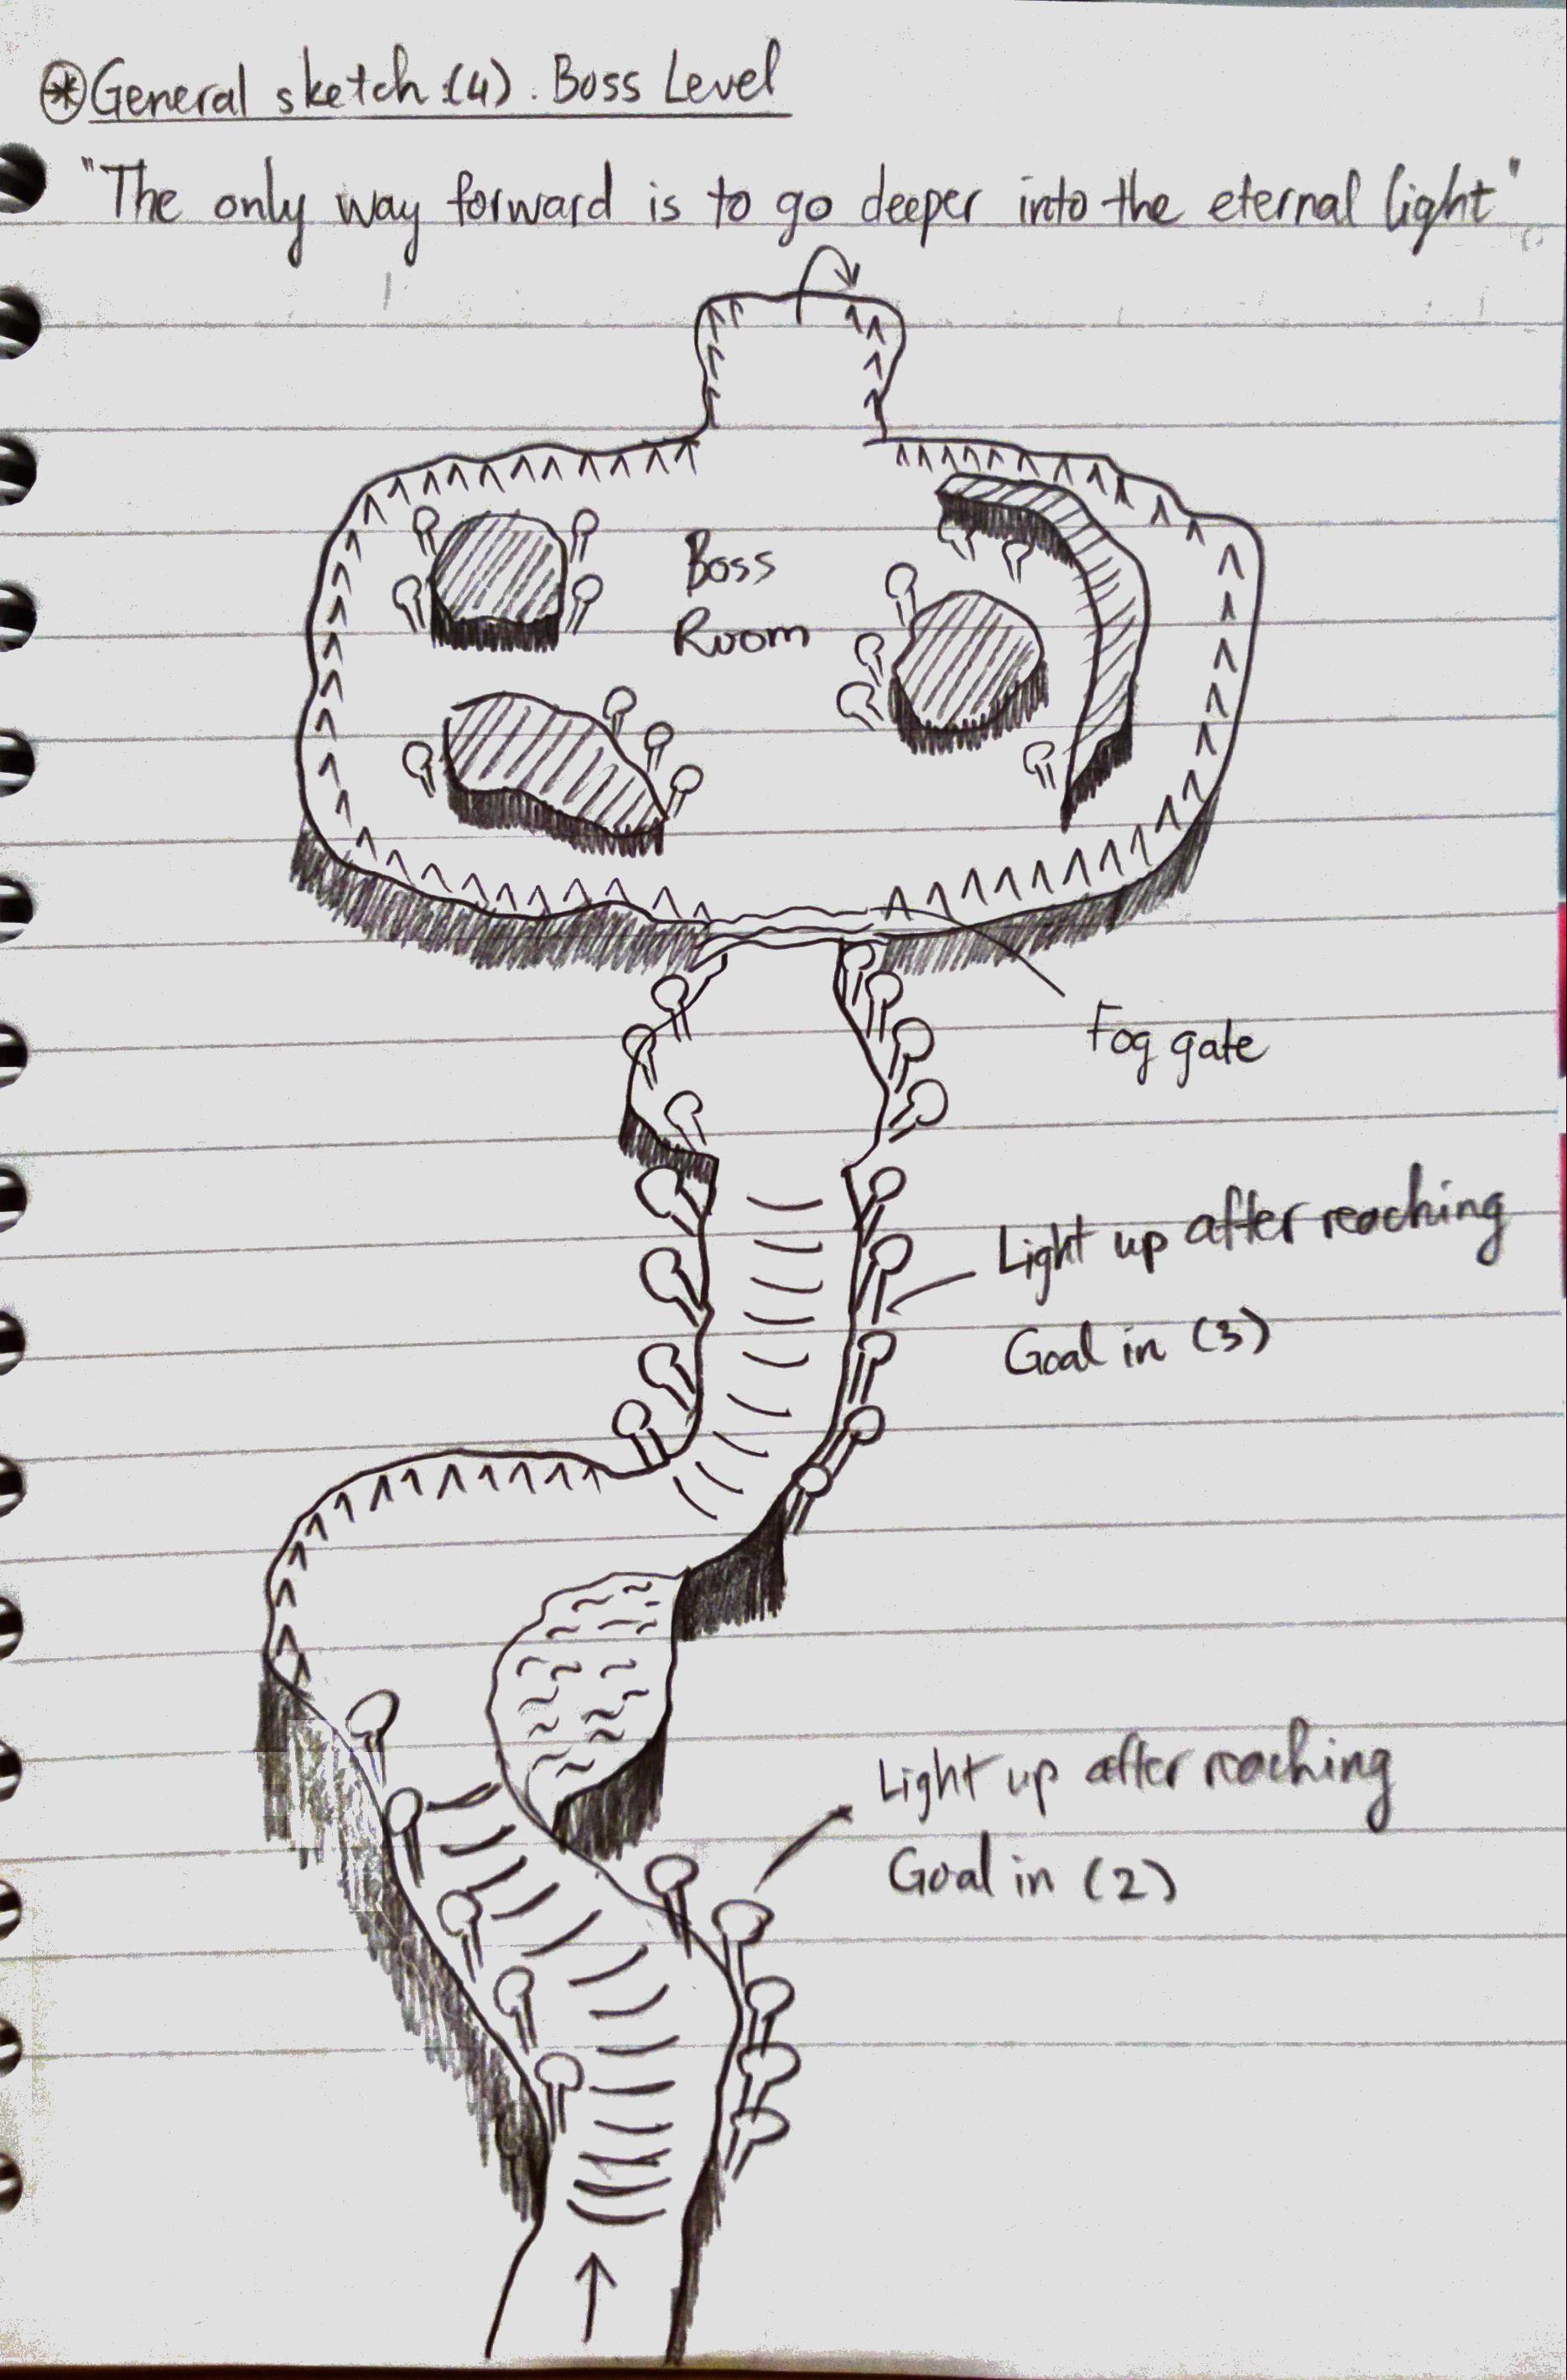 ⊛General sketch:(4). Boss Level
"The only way forward is to go deeper into the eternal light"
Boss
Room
Fog gate
Light up after reaching
Goal in (3)
Light up after reaching
Goal in (2)